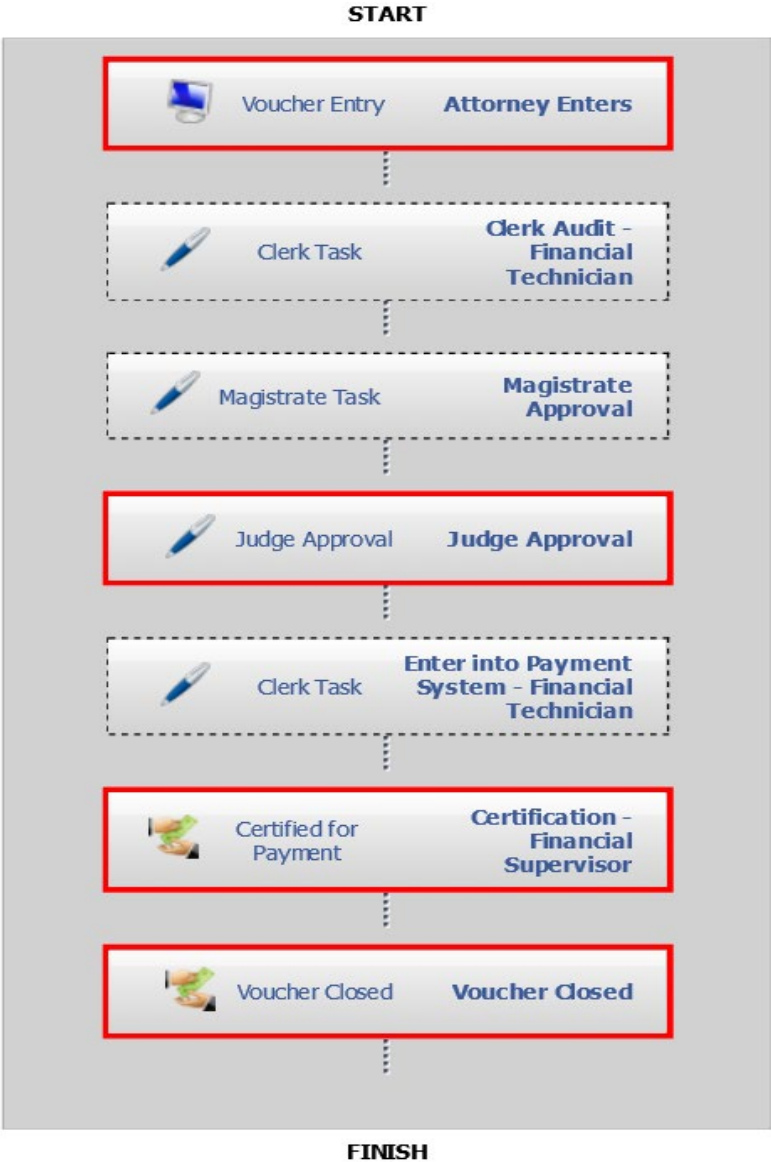 START
Voucher Entry Attorney Enters
Clerk Audit -
Clerk Task Financial
Technician
Magistrate Task Magistrate
Approval
Judge Approval Judge Approval
Enter into Payment
Clerk Task System - Financial
Technician
Certified for
Payment
Certification -
Financial
Supervisor
Voucher Closed Voucher Closed
FINISH